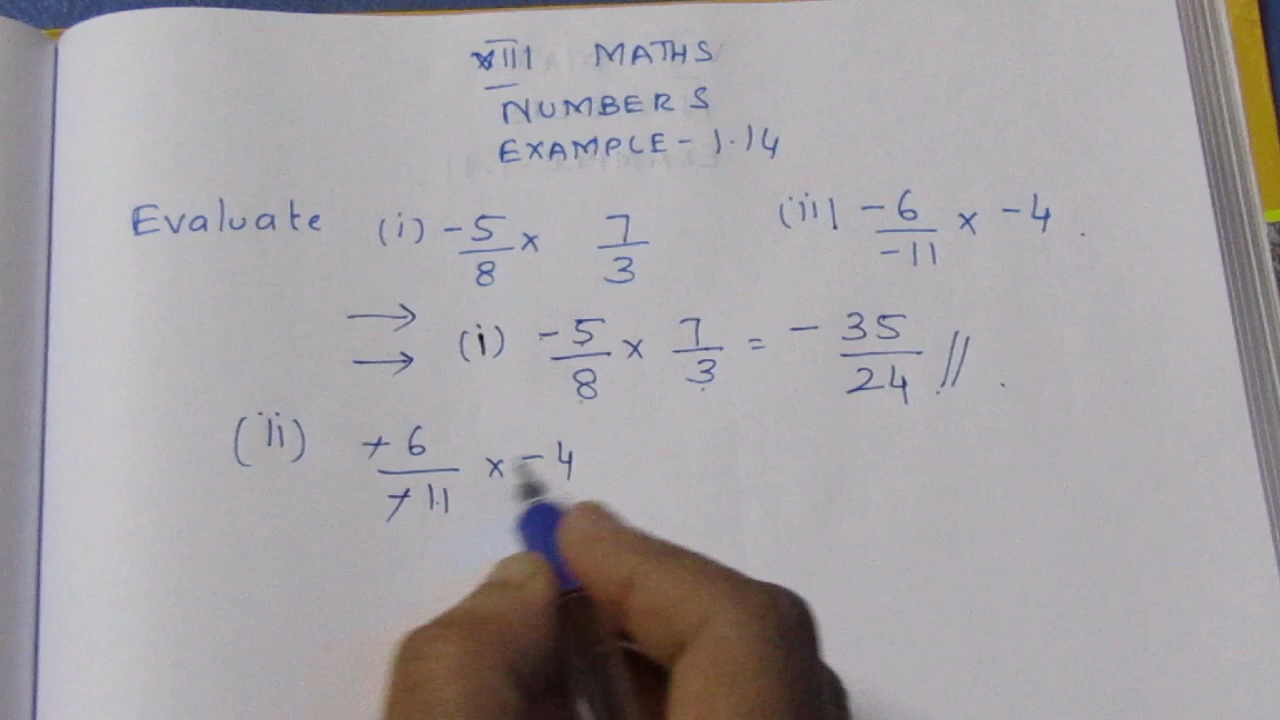 VIII MATHS
NUMBERS
EXAMPLE - 1.14
Evaluate (i) -5/8 × 7/3 (ii) -6/-11 × -4.
→
→ (i) -5/8 × 7/3 = -35/24 // .
(ii) -6/-11 × -4